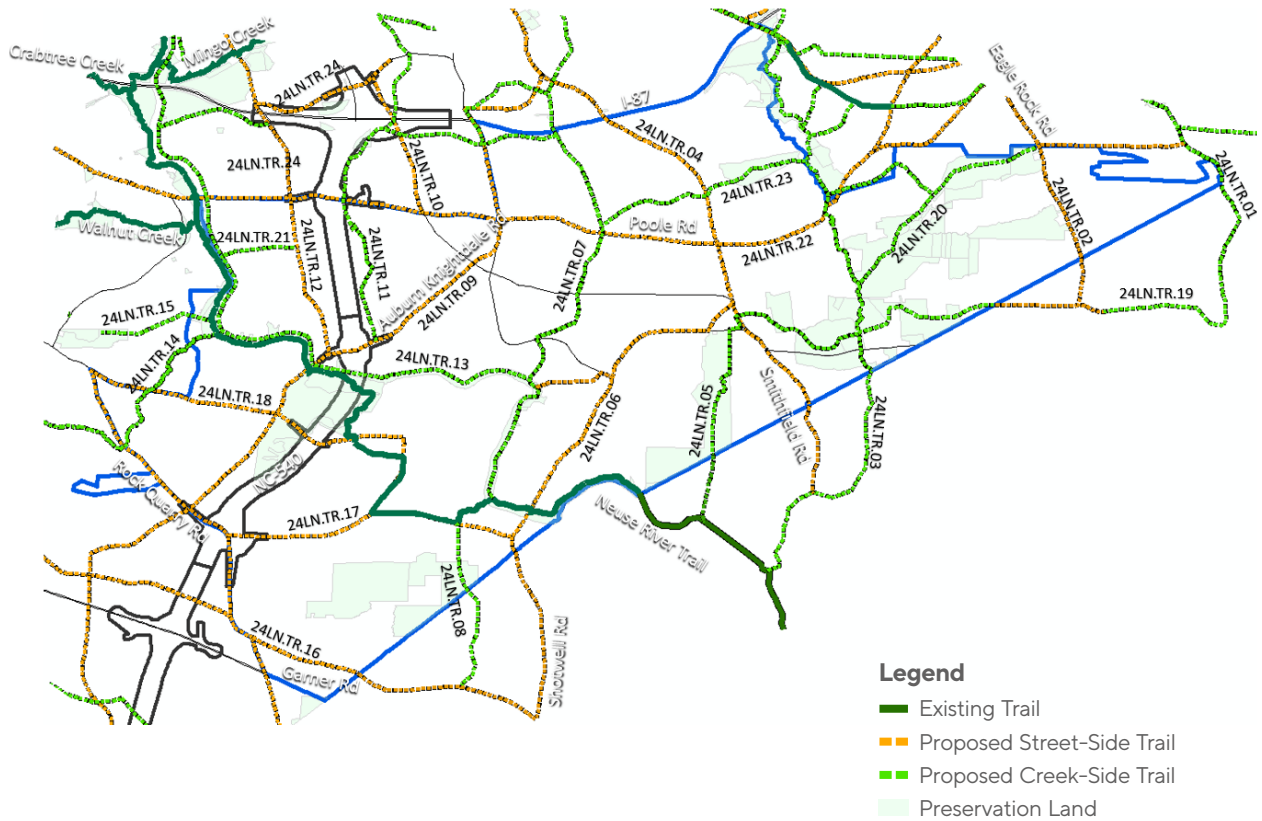 Crabtree Creek
Mingo Creek
24LN.TR.24
I-87
Eagle Rock Rd
24LN.TR.04
24LN.TR.24
24LN.TR.10
24LN.TR.23
24LN.TR.01
24LN.TR.20
24LN.TR.02
Walnut Creek
24LN.TR.21
24LN.TR.12
24LN.TR.11
Auburn Knightdale Rd
Poole Rd
24LN.TR.22
24LN.TR.07
24LN.TR.09
24LN.TR.19
24LN.TR.15
24LN.TR.14
24LN.TR.13
24LN.TR.18
24LN.TR.06
24LN.TR.05
Smithfield Rd
24LN.TR.03
Rock Quarry Rd
NC-540
24LN.TR.17
Neuse River Trail
24LN.TR.08
24LN.TR.16
Garner Rd
Shotwell Rd
Legend
Existing Trail
Proposed Street-Side Trail
Proposed Creek-Side Trail
Preservation Land